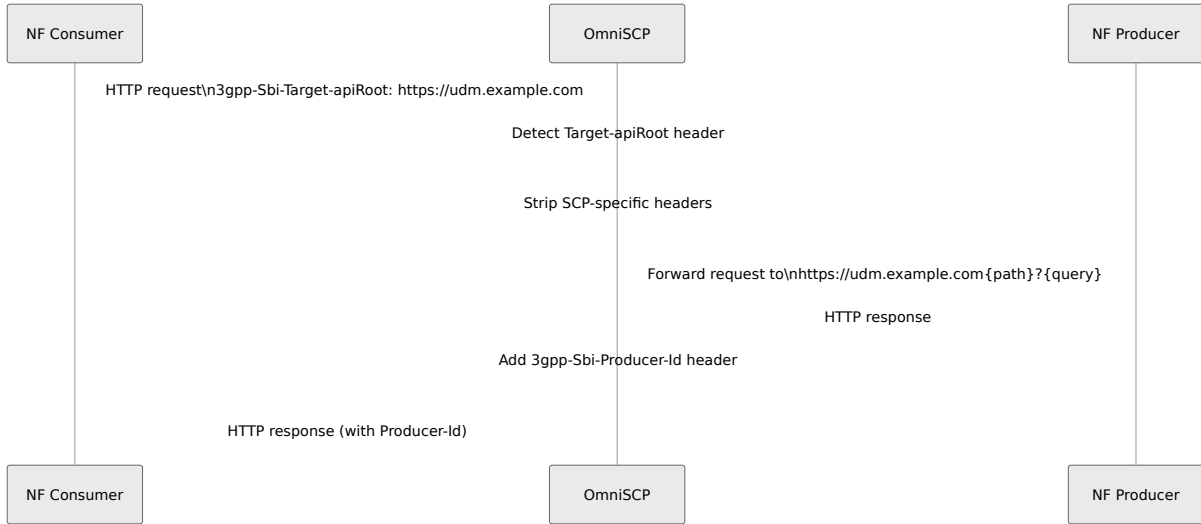 NF Consumer
OmniSCP
NF Producer
HTTP request\n3gpp-Sbi-Target-apiRoot: https://udm.example.com
Detect Target-apiRoot header
Strip SCP-specific headers
Forward request to\nhttps://udm.example.com{path}?{query}
HTTP response
Add 3gpp-Sbi-Producer-Id header
HTTP response (with Producer-Id)
NF Consumer
OmniSCP
NF Producer